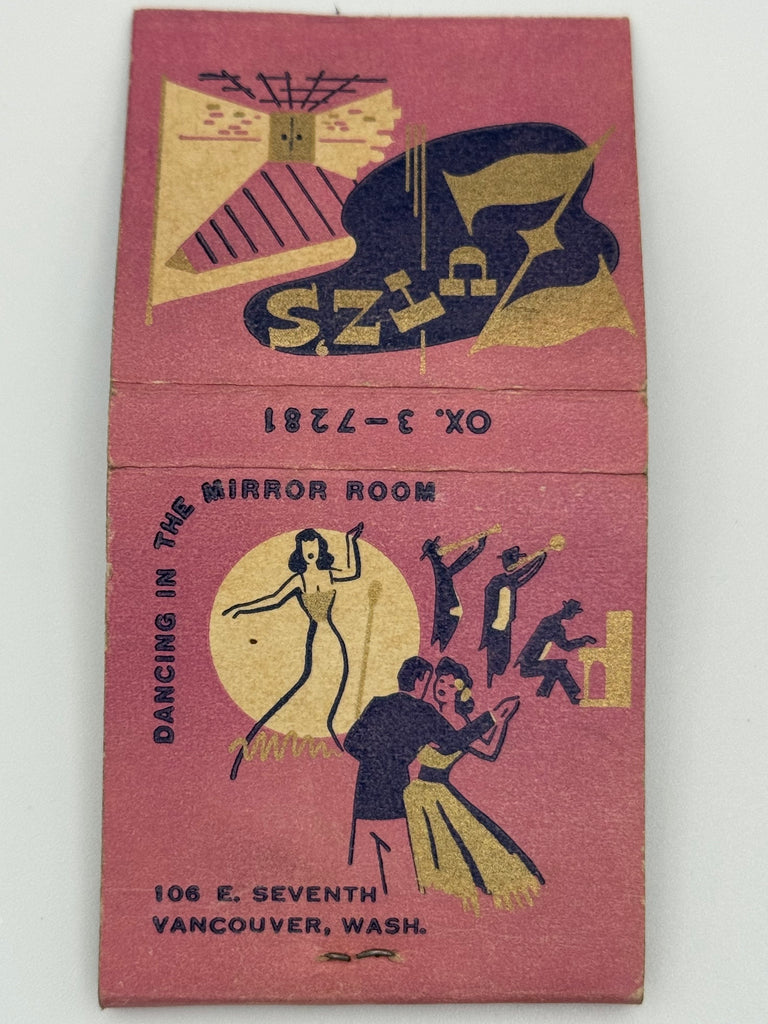 OX. 3-7281
DANCING IN THE MIRROR ROOM
106 E. SEVENTH
VANCOUVER, WASH.